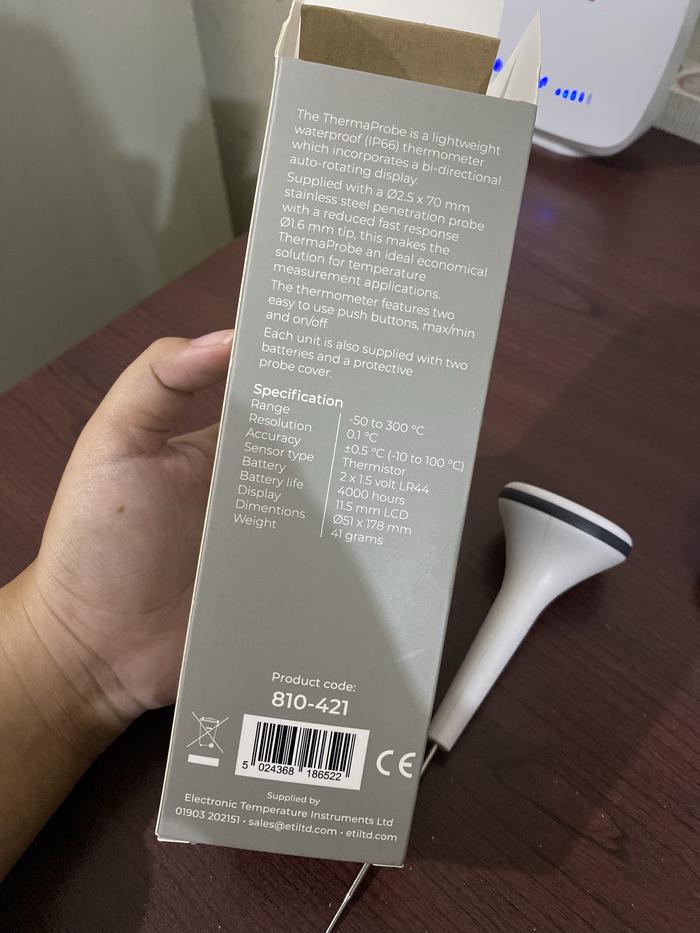 The ThermaProbe is a lightweight
waterproof (IP66) thermometer
which incorporates a bi-directional
auto-rotating display.
Supplied with a Ø2.5 x 70 mm
stainless steel penetration probe
with a reduced fast response
Ø1.6 mm tip, this makes the
ThermaProbe an ideal economical
solution for temperature
measurement applications.
The thermometer features two
easy to use push buttons, max/min
and on/off.
Each unit is also supplied with two
batteries and a protective
probe cover.
Specification
Range -50 to 300 °C
Resolution 0.1 °C
Accuracy ±0.5 °C (-10 to 100 °C)
Sensor type Thermistor
Battery 2 x 1.5 volt LR44
Battery life 4000 hours
Display 11.5 mm LCD
Dimentions Ø51 x 178 mm
Weight 41 grams
Product code:
810-421
5 024368 186522
CE
Supplied by
Electronic Temperature Instruments Ltd
01903 202151 • sales@etiltd.com • etiltd.com